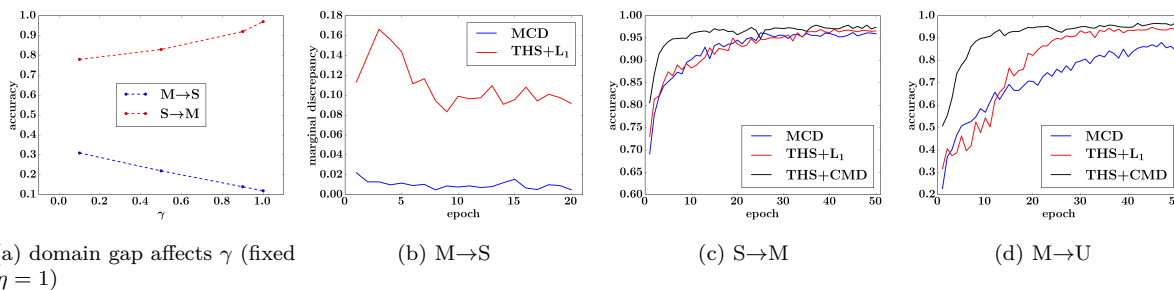 1.0
0.9
0.8
0.7
0.6
0.5
0.4
0.3
0.2
0.1
accuracy
M→S
S→M
0.0 0.2 0.4 0.6 0.8 1.0
γ
(a) domain gap affects γ (fixed
η = 1)
0.18
0.16
0.14
0.12
0.10
0.08
0.06
0.04
0.02
0.00
marginal discrepancy
MCD
THS+L₁
0 5 10 15 20
epoch
(b) M→S
1.00
0.95
0.90
0.85
0.80
0.75
0.70
0.65
0.60
accuracy
MCD
THS+L₁
THS+CMD
0 10 20 30 40 50
epoch
(c) S→M
1.0
0.9
0.8
0.7
0.6
0.5
0.4
0.3
0.2
accuracy
MCD
THS+L₁
THS+CMD
0 10 20 30 40 50
epoch
(d) M→U